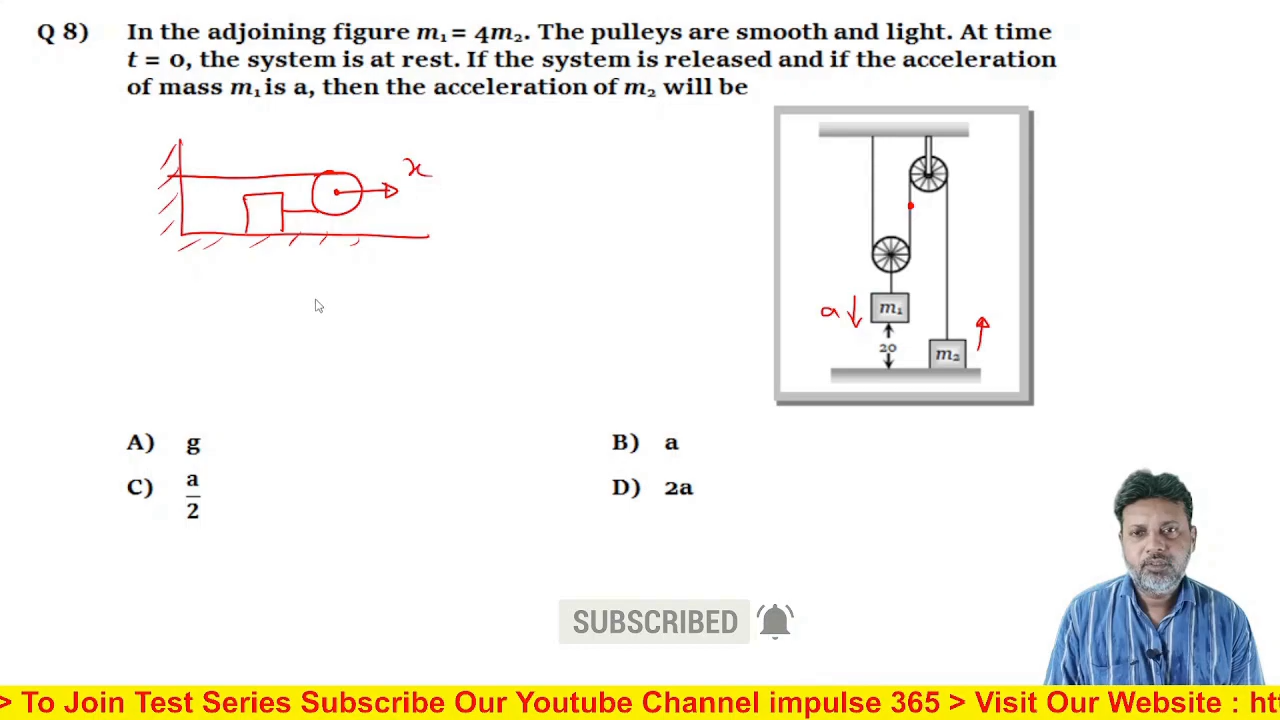 Q 8) In the adjoining figure m₁ = 4m₂. The pulleys are smooth and light. At time
t = 0, the system is at rest. If the system is released and if the acceleration
of mass m₁ is a, then the acceleration of m₂ will be
x
a
m₁
20
m₂
A) g
B) a
C) a/2
D) 2a
SUBSCRIBED
> To Join Test Series Subscribe Our Youtube Channel impulse 365 > Visit Our Website : ht